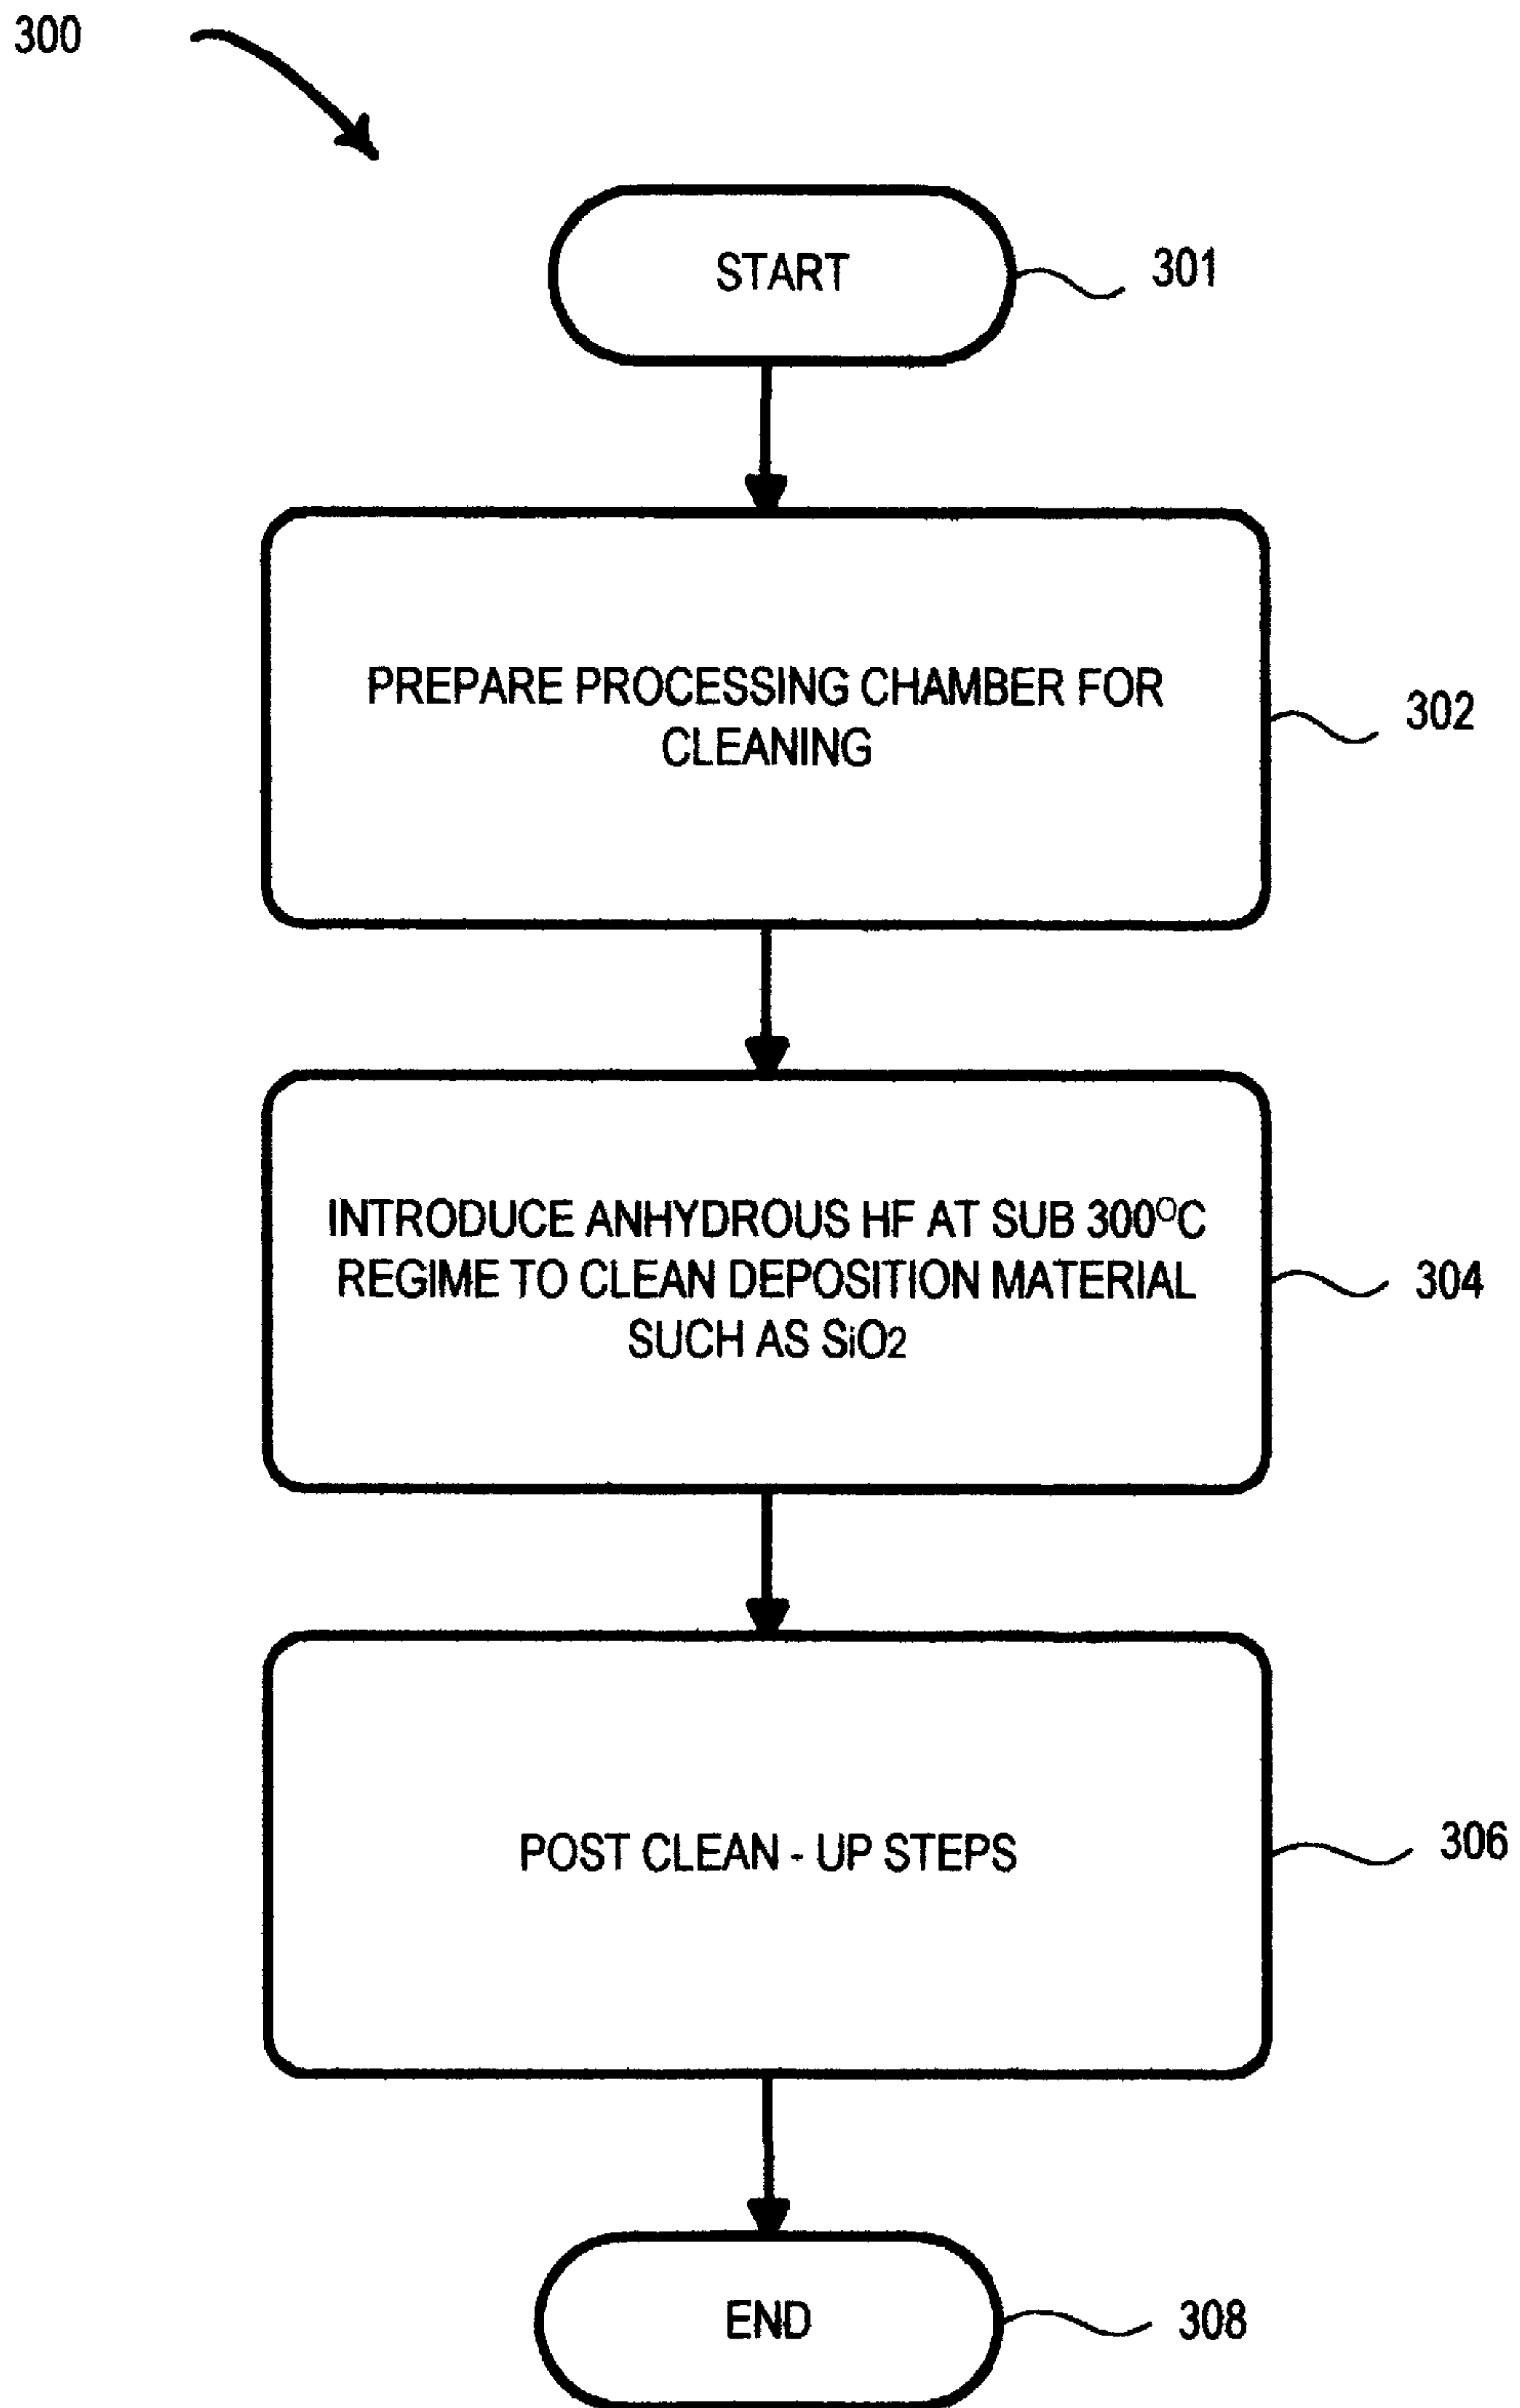 300
START
301
PREPARE PROCESSING CHAMBER FOR
CLEANING
302
INTRODUCE ANHYDROUS HF AT SUB 300°C
REGIME TO CLEAN DEPOSITION MATERIAL
SUCH AS SiO2
304
POST CLEAN - UP STEPS
306
END
308